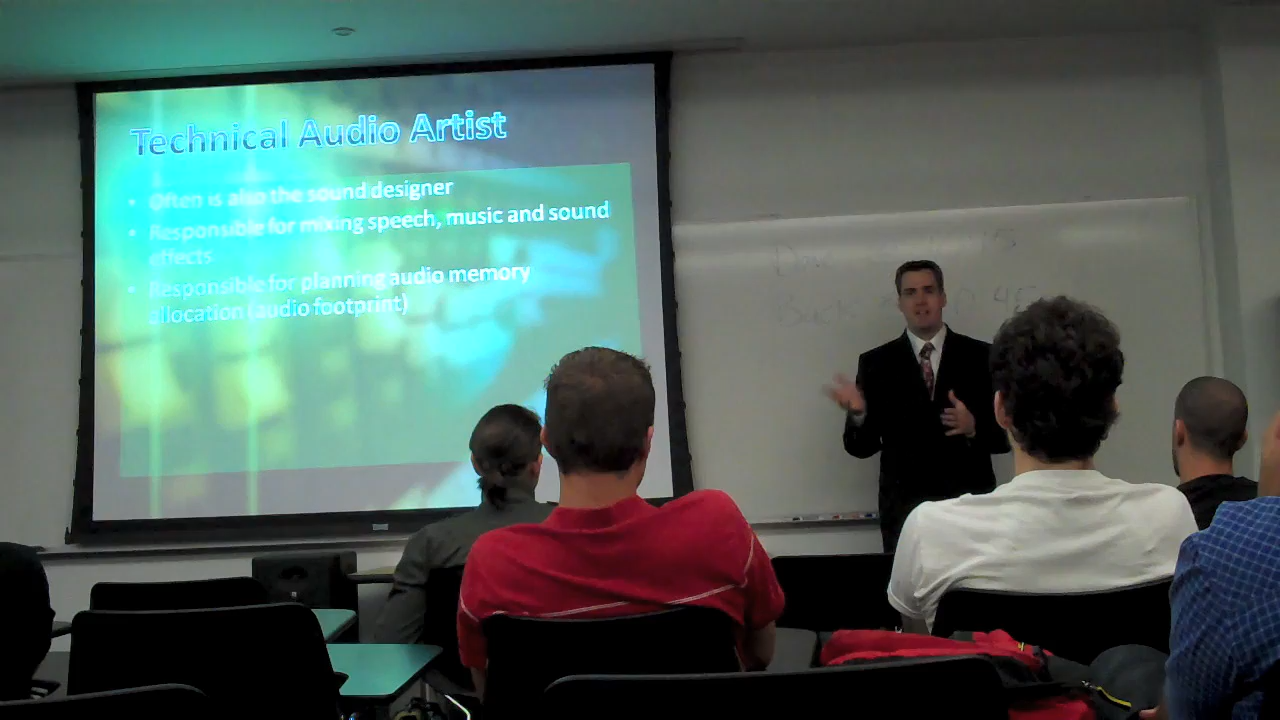 Technical Audio Artist
• Often is also the sound designer
• Responsible for mixing speech, music and sound
effects
• Responsible for planning audio memory
allocation (audio footprint)